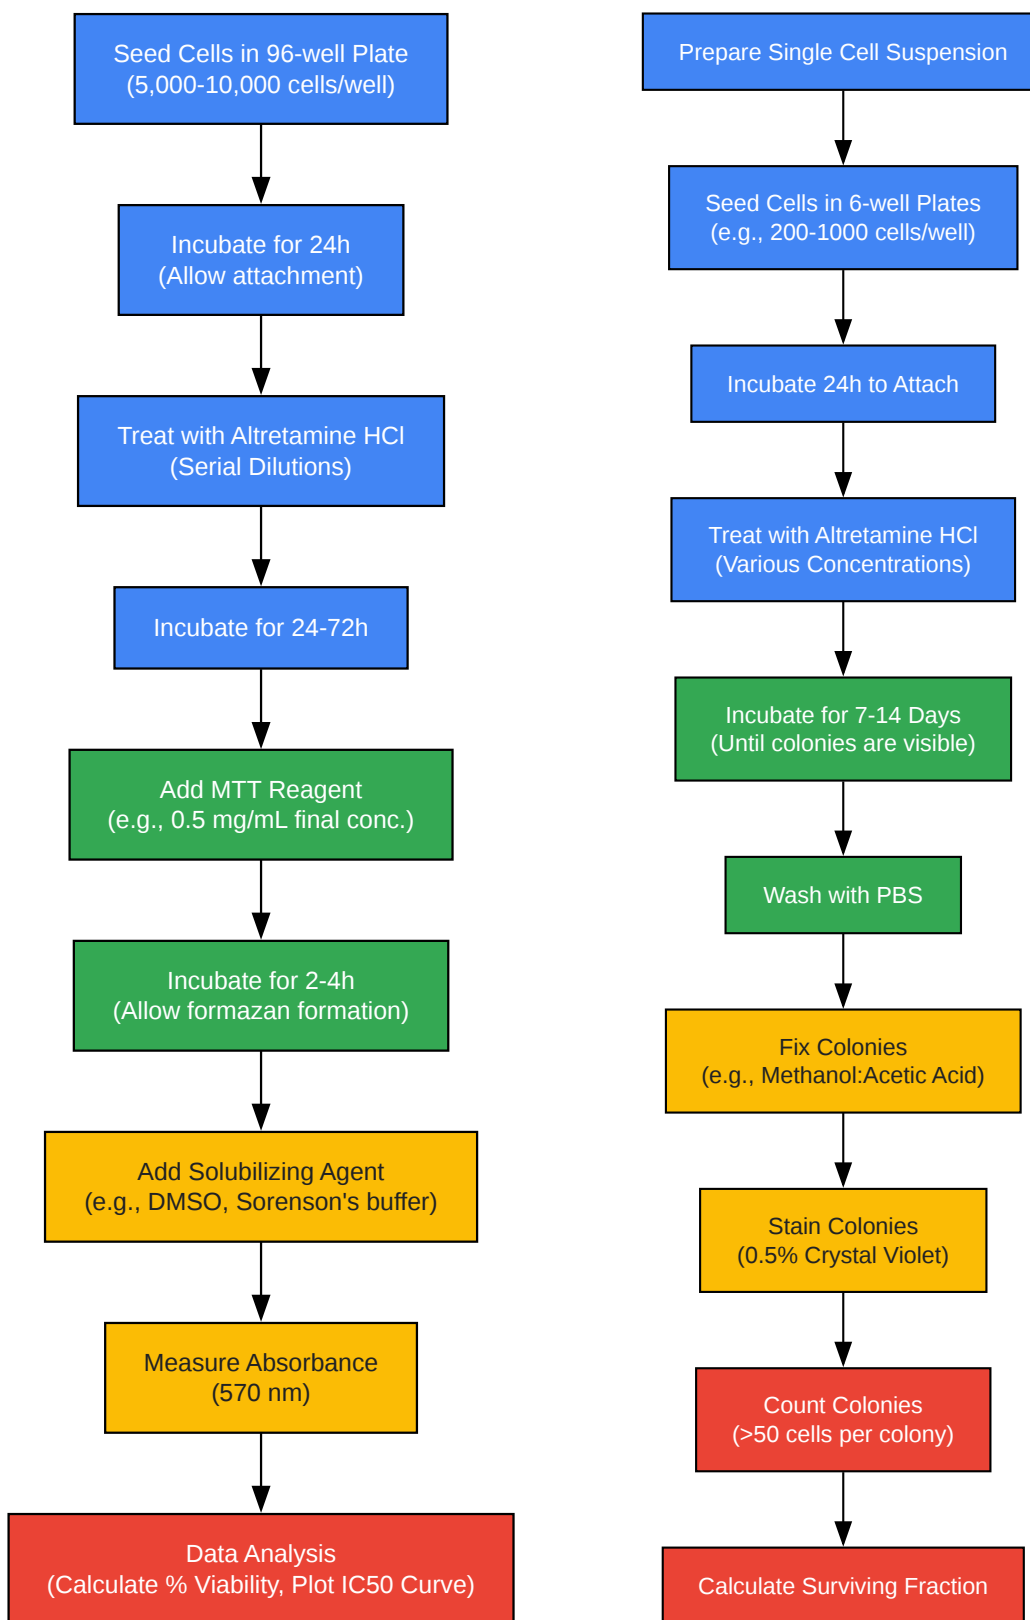 Seed Cells in 96-well Plate
(5,000-10,000 cells/well)
Incubate for 24h
(Allow attachment)
Treat with Altretamine HCl
(Serial Dilutions)
Incubate for 24-72h
Add MTT Reagent
(e.g., 0.5 mg/mL final conc.)
Incubate for 2-4h
(Allow formazan formation)
Add Solubilizing Agent
(e.g., DMSO, Sorenson's buffer)
Measure Absorbance
(570 nm)
Data Analysis
(Calculate % Viability, Plot IC50 Curve)
Prepare Single Cell Suspension
Seed Cells in 6-well Plates
(e.g., 200-1000 cells/well)
Incubate 24h to Attach
Treat with Altretamine HCl
(Various Concentrations)
Incubate for 7-14 Days
(Until colonies are visible)
Wash with PBS
Fix Colonies
(e.g., Methanol:Acetic Acid)
Stain Colonies
(0.5% Crystal Violet)
Count Colonies
(>50 cells per colony)
Calculate Surviving Fraction